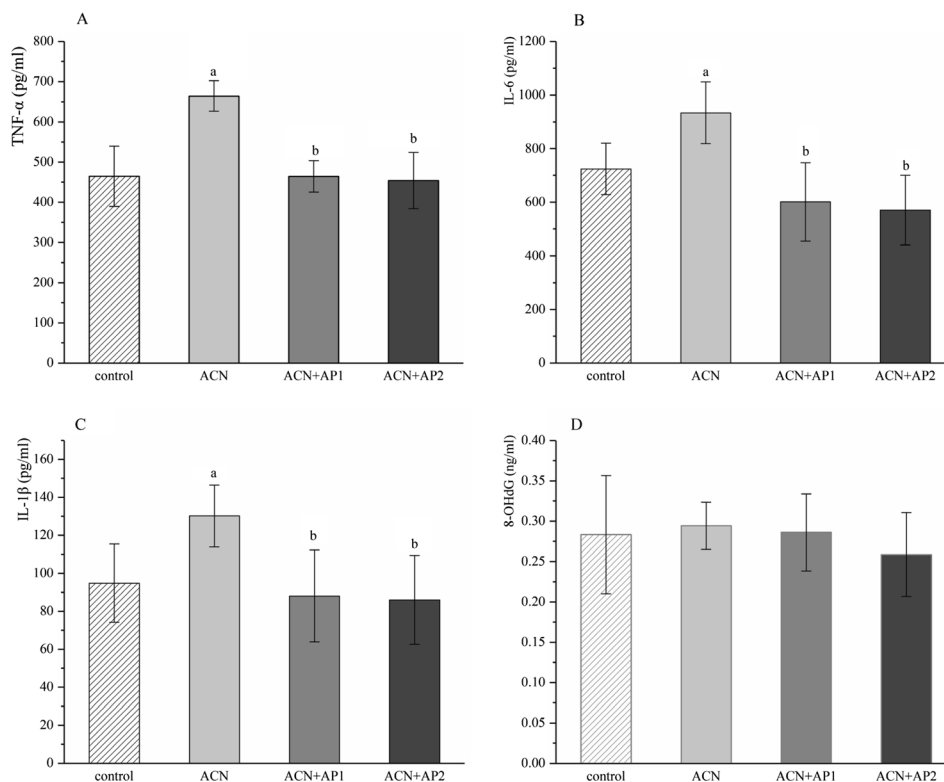 A
TNF-α (pg/ml)
800
700
600
500
400
300
200
100
0
a
b
b
control
ACN
ACN+AP1
ACN+AP2
B
IL-6 (pg/ml)
1200
1000
800
600
400
200
0
a
b
b
control
ACN
ACN+AP1
ACN+AP2
C
IL-1β (pg/ml)
160
140
120
100
80
60
40
20
0
a
b
b
control
ACN
ACN+AP1
ACN+AP2
D
8-OHdG (ng/ml)
0.40
0.35
0.30
0.25
0.20
0.15
0.10
0.05
0.00
control
ACN
ACN+AP1
ACN+AP2